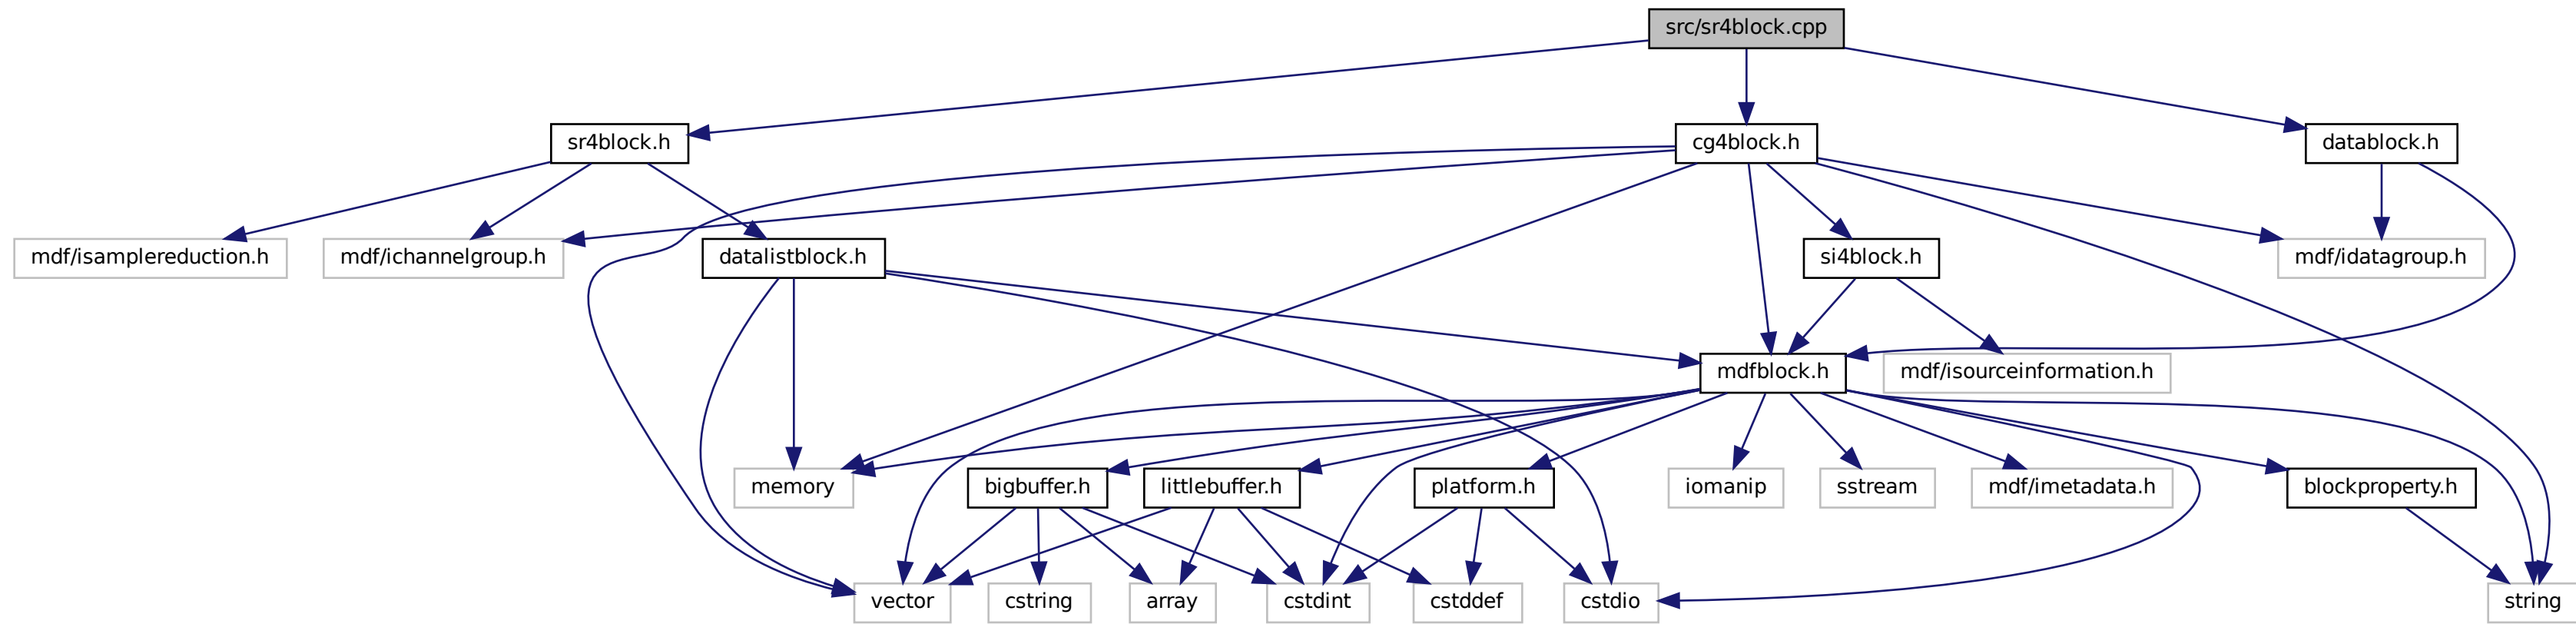 src/sr4block.cpp
sr4block.h
cg4block.h
datablock.h
mdf/isamplereduction.h
mdf/ichannelgroup.h
datalistblock.h
si4block.h
mdf/idatagroup.h
mdfblock.h
mdf/isourceinformation.h
memory
bigbuffer.h
littlebuffer.h
platform.h
iomanip
sstream
mdf/imetadata.h
blockproperty.h
vector
cstring
array
cstdint
cstddef
cstdio
string